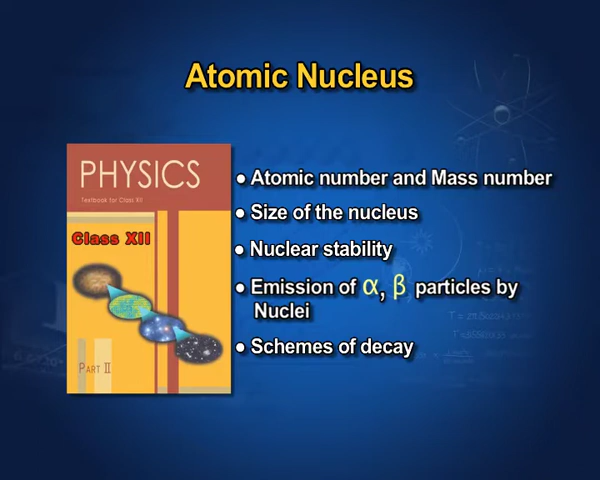 Atomic Nucleus
PHYSICS
Textbook for Class XII
Class XII
PART II
• Atomic number and Mass number
• Size of the nucleus
• Nuclear stability
• Emission of α, β particles by
Nuclei
• Schemes of decay